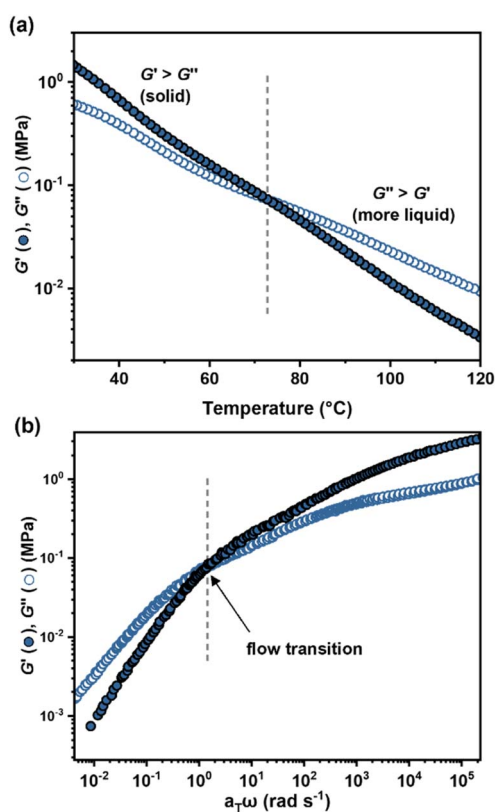 (a)
G' (●), G'' (○) (MPa)
10⁰
10⁻¹
10⁻²
G' > G''
(solid)
G'' > G'
(more liquid)
40 60 80 100 120
Temperature (°C)
(b)
G' (●), G'' (○) (MPa)
10⁰
10⁻¹
10⁻²
10⁻³
flow transition
10⁻² 10⁻¹ 10⁰ 10¹ 10² 10³ 10⁴ 10⁵
aTω (rad s⁻¹)